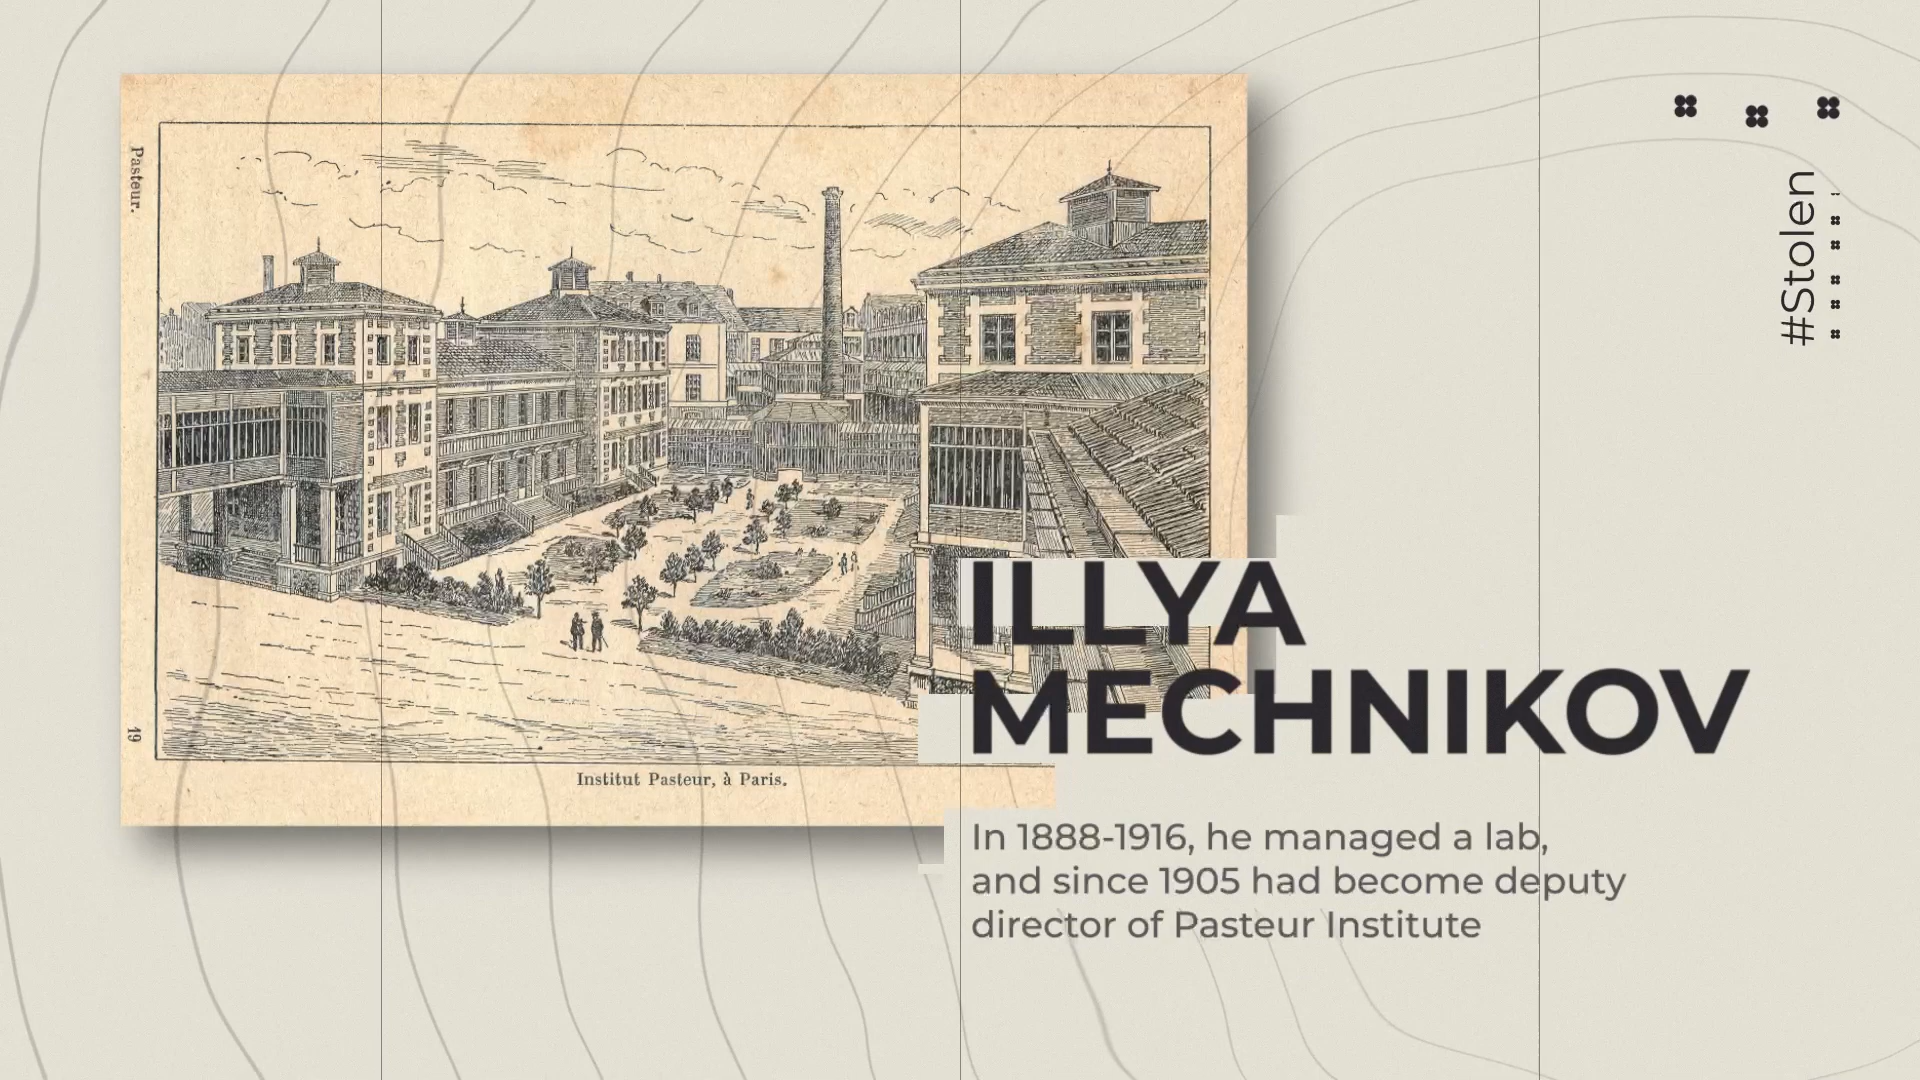 Pasteur.
19
Institut Pasteur, à Paris.
#Stolen
ILLYA
MECHNIKOV
In 1888-1916, he managed a lab,
and since 1905 had become deputy
director of Pasteur Institute